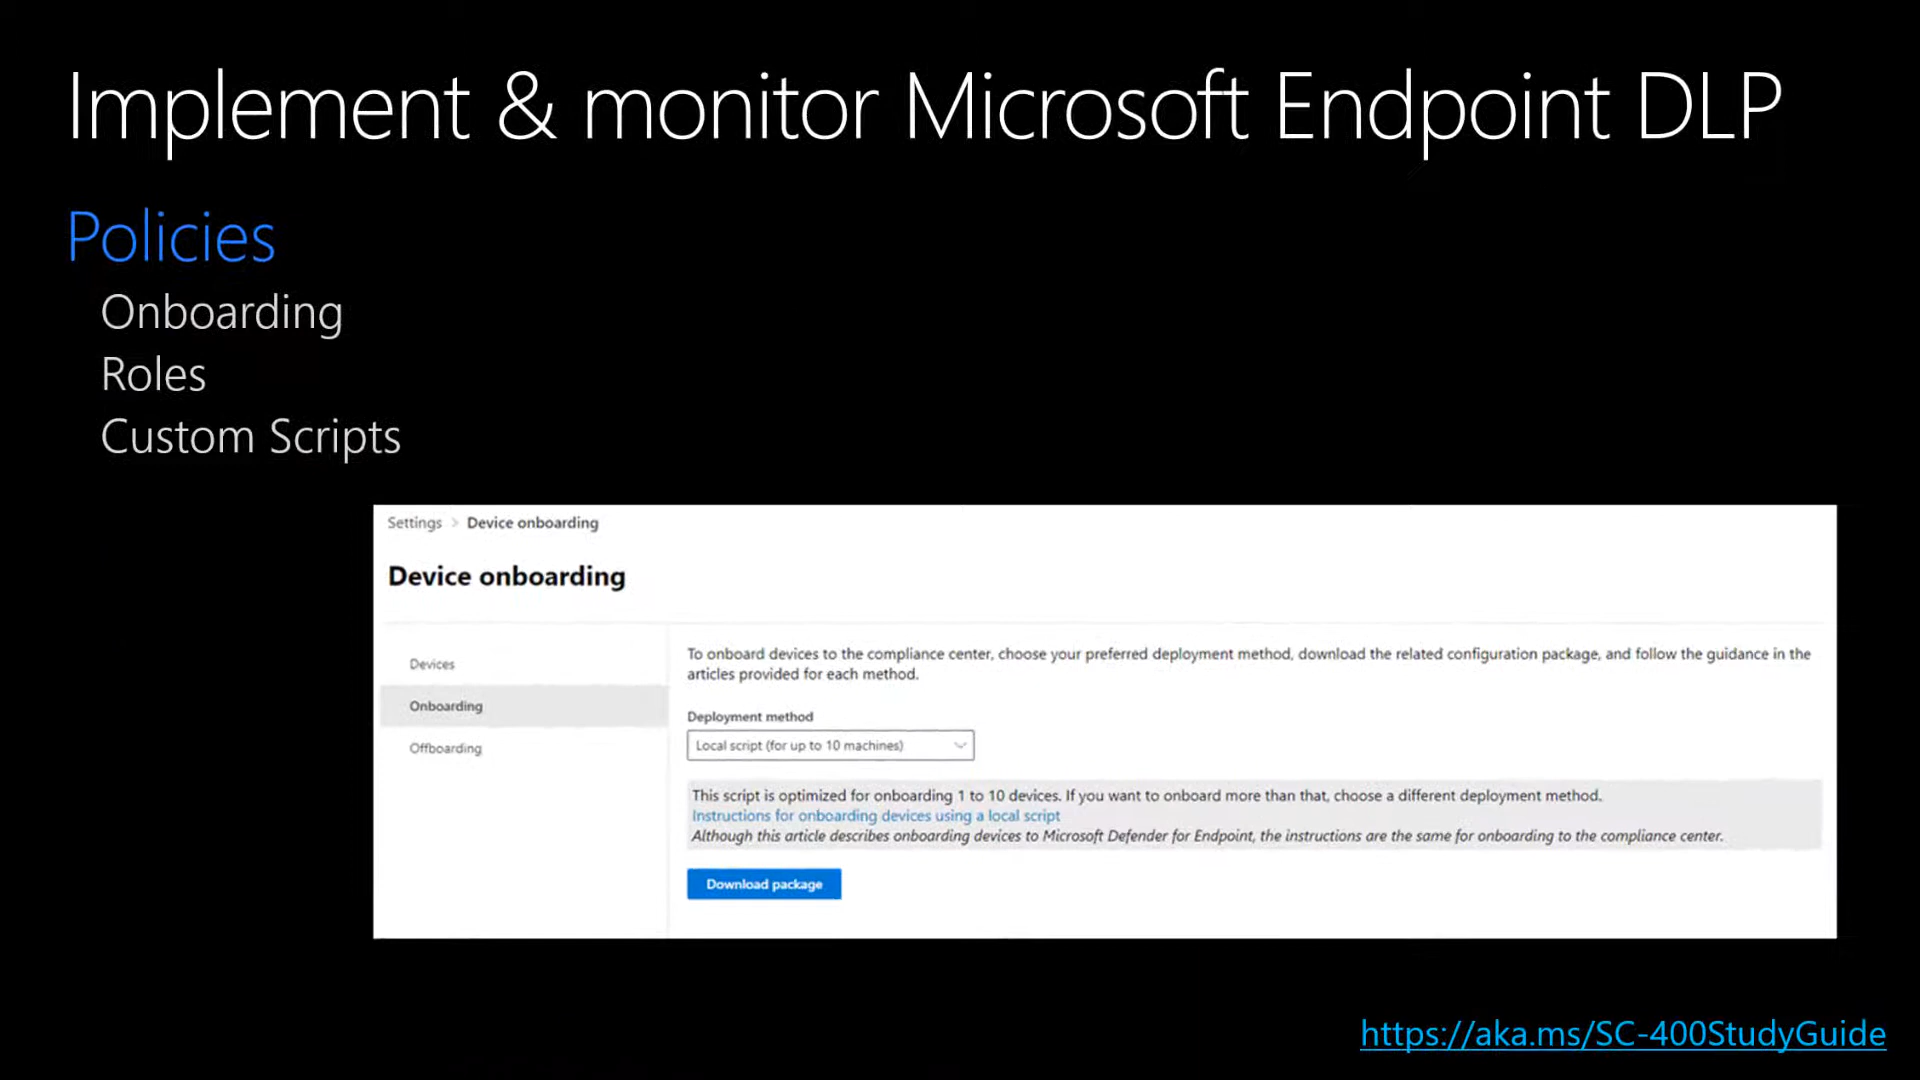 Implement & monitor Microsoft Endpoint DLP
Policies
Onboarding
Roles
Custom Scripts
Settings > Device onboarding
Device onboarding
Devices
Onboarding
Offboarding
To onboard devices to the compliance center, choose your preferred deployment method, download the related configuration package, and follow the guidance in the
articles provided for each method.
Deployment method
Local script (for up to 10 machines)
This script is optimized for onboarding 1 to 10 devices. If you want to onboard more than that, choose a different deployment method.
Instructions for onboarding devices using a local script
Although this article describes onboarding devices to Microsoft Defender for Endpoint, the instructions are the same for onboarding to the compliance center.
Download package
https://aka.ms/SC-400StudyGuide